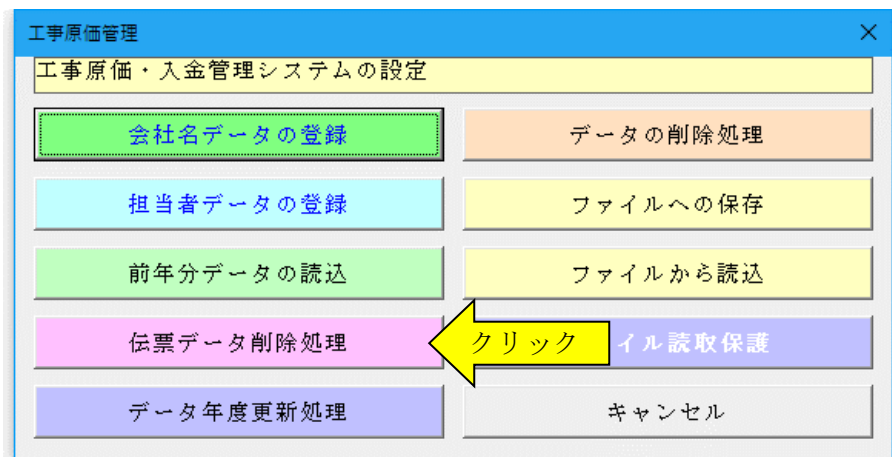 工事原価管理
工事原価・入金管理システムの設定
会社名データの登録
データの削除処理
担当者データの登録
ファイルへの保存
前年分データの読込
ファイルから読込
伝票データ削除処理
クリック
イル読取保護
データ年度更新処理
キャンセル